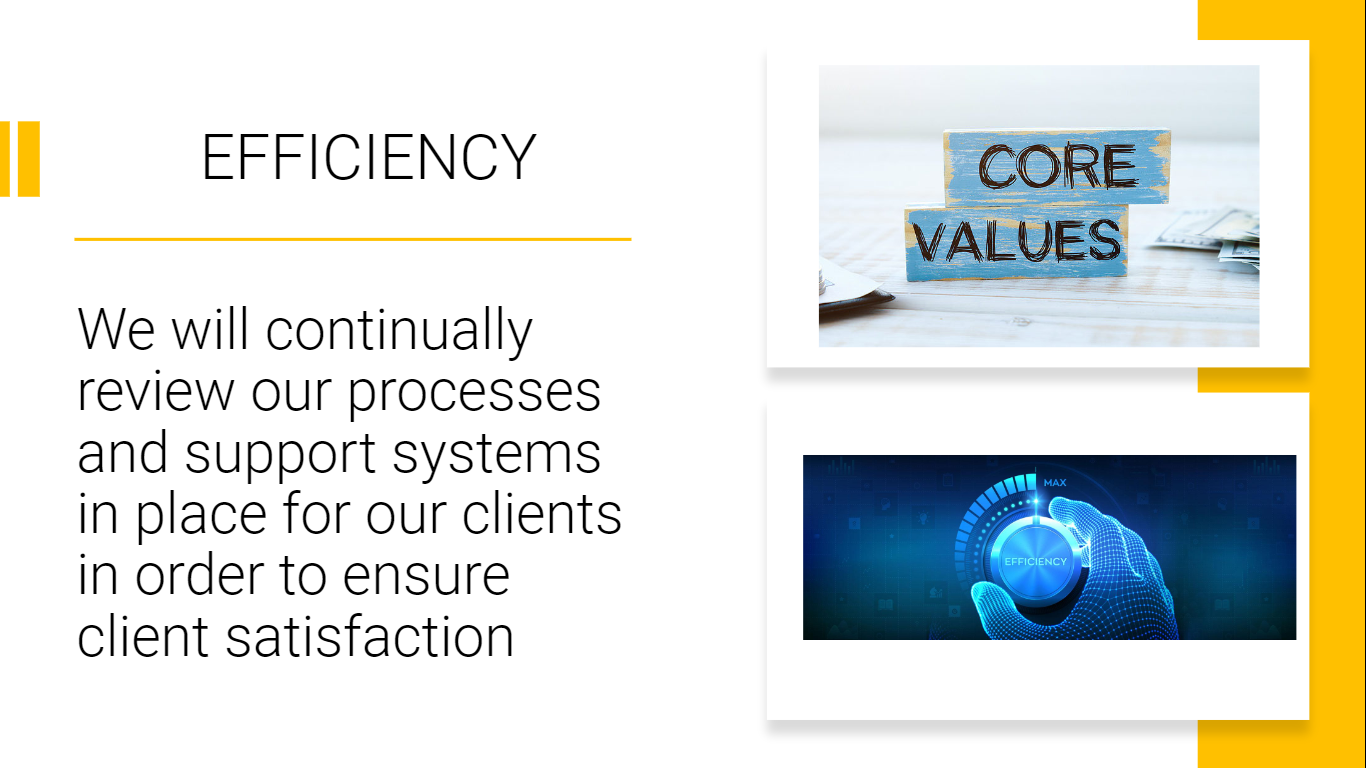 EFFICIENCY
We will continually
review our processes
and support systems
in place for our clients
in order to ensure
client satisfaction
CORE
VALUES
MAX
EFFICIENCY